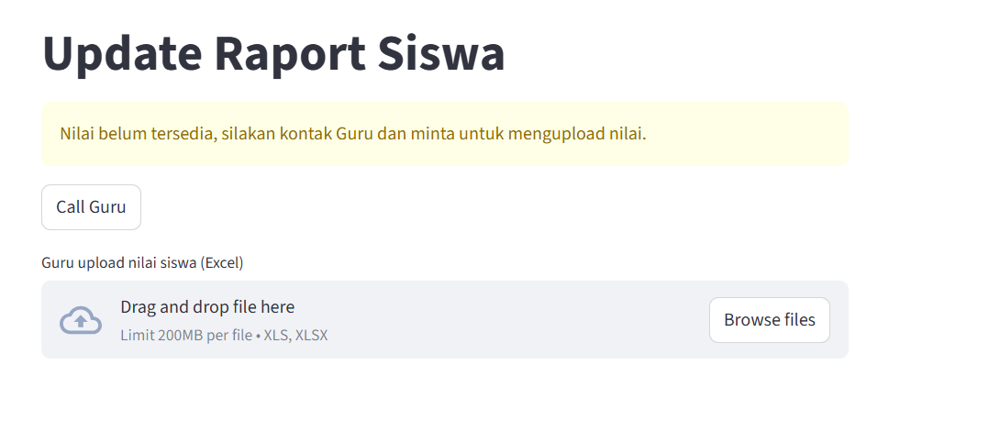 Update Raport Siswa
Nilai belum tersedia, silakan kontak Guru dan minta untuk mengupload nilai.
Call Guru
Guru upload nilai siswa (Excel)
Drag and drop file here
Limit 200MB per file • XLS, XLSX
Browse files